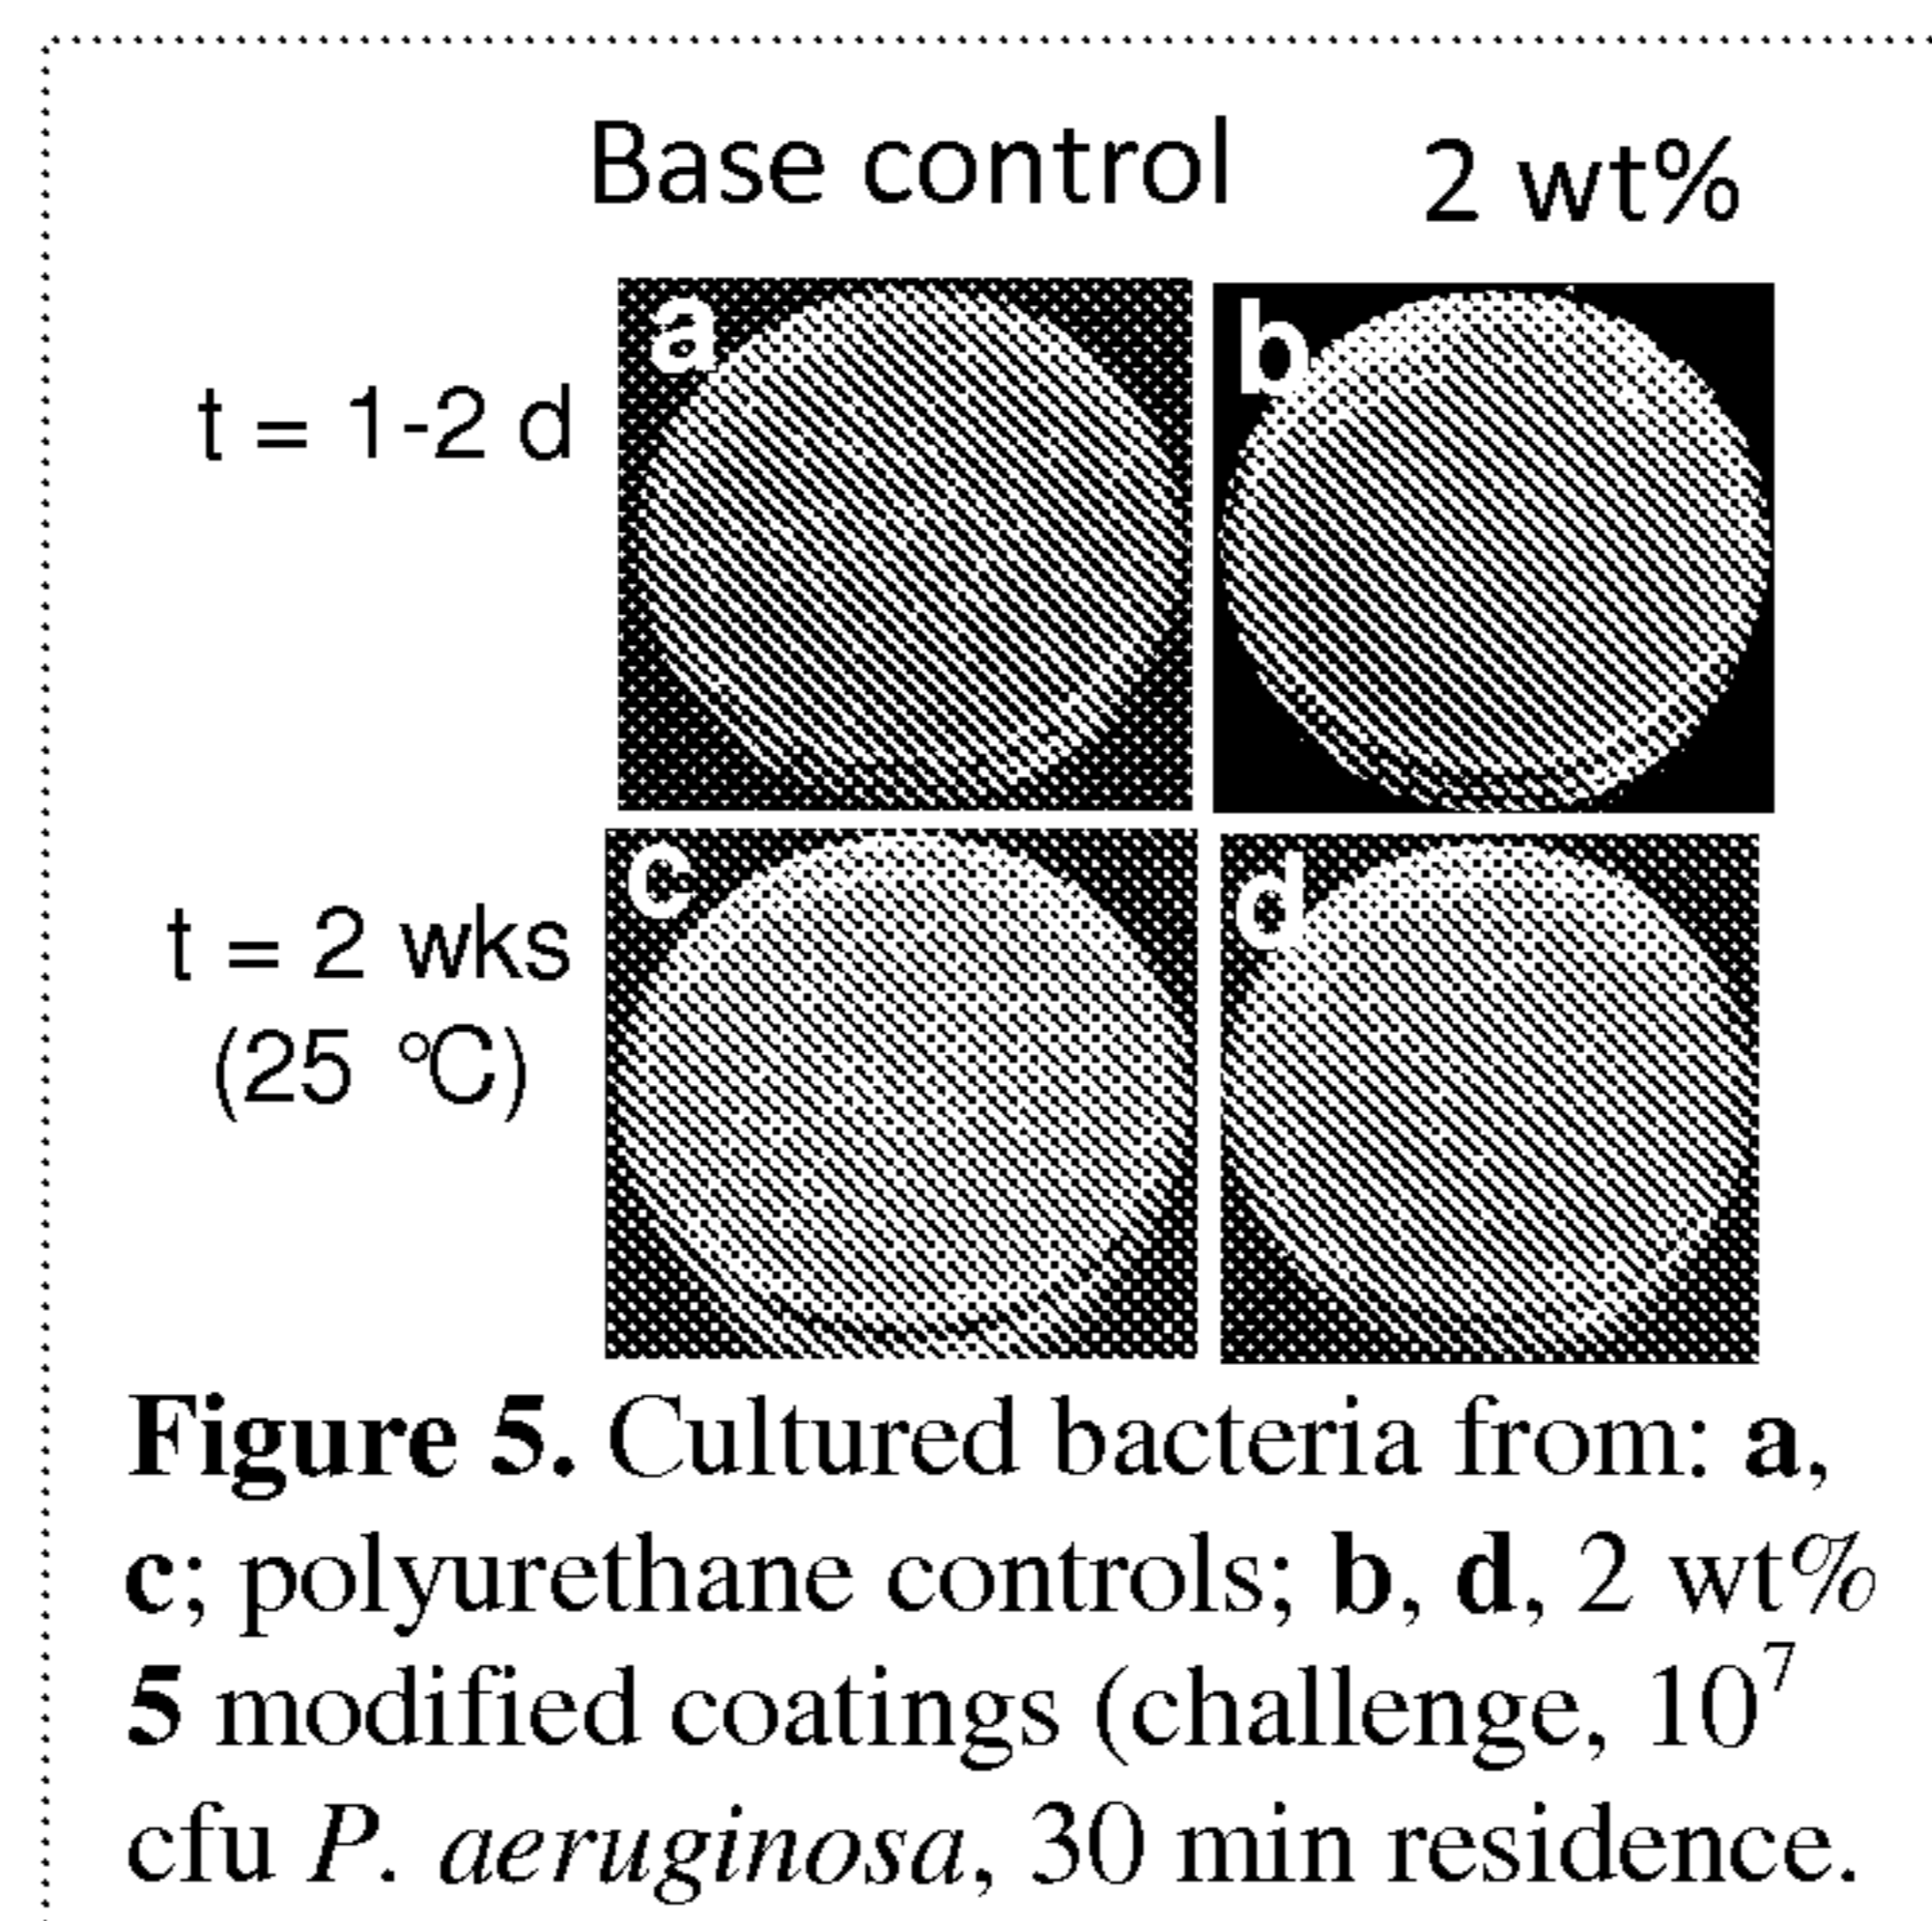 Base control 2 wt%
a b
t = 1-2 d
c d
t = 2 wks
(25 °C)
Figure 5. Cultured bacteria from: a,
c; polyurethane controls; b, d, 2 wt%
5 modified coatings (challenge, 10⁷
cfu P. aeruginosa, 30 min residence.